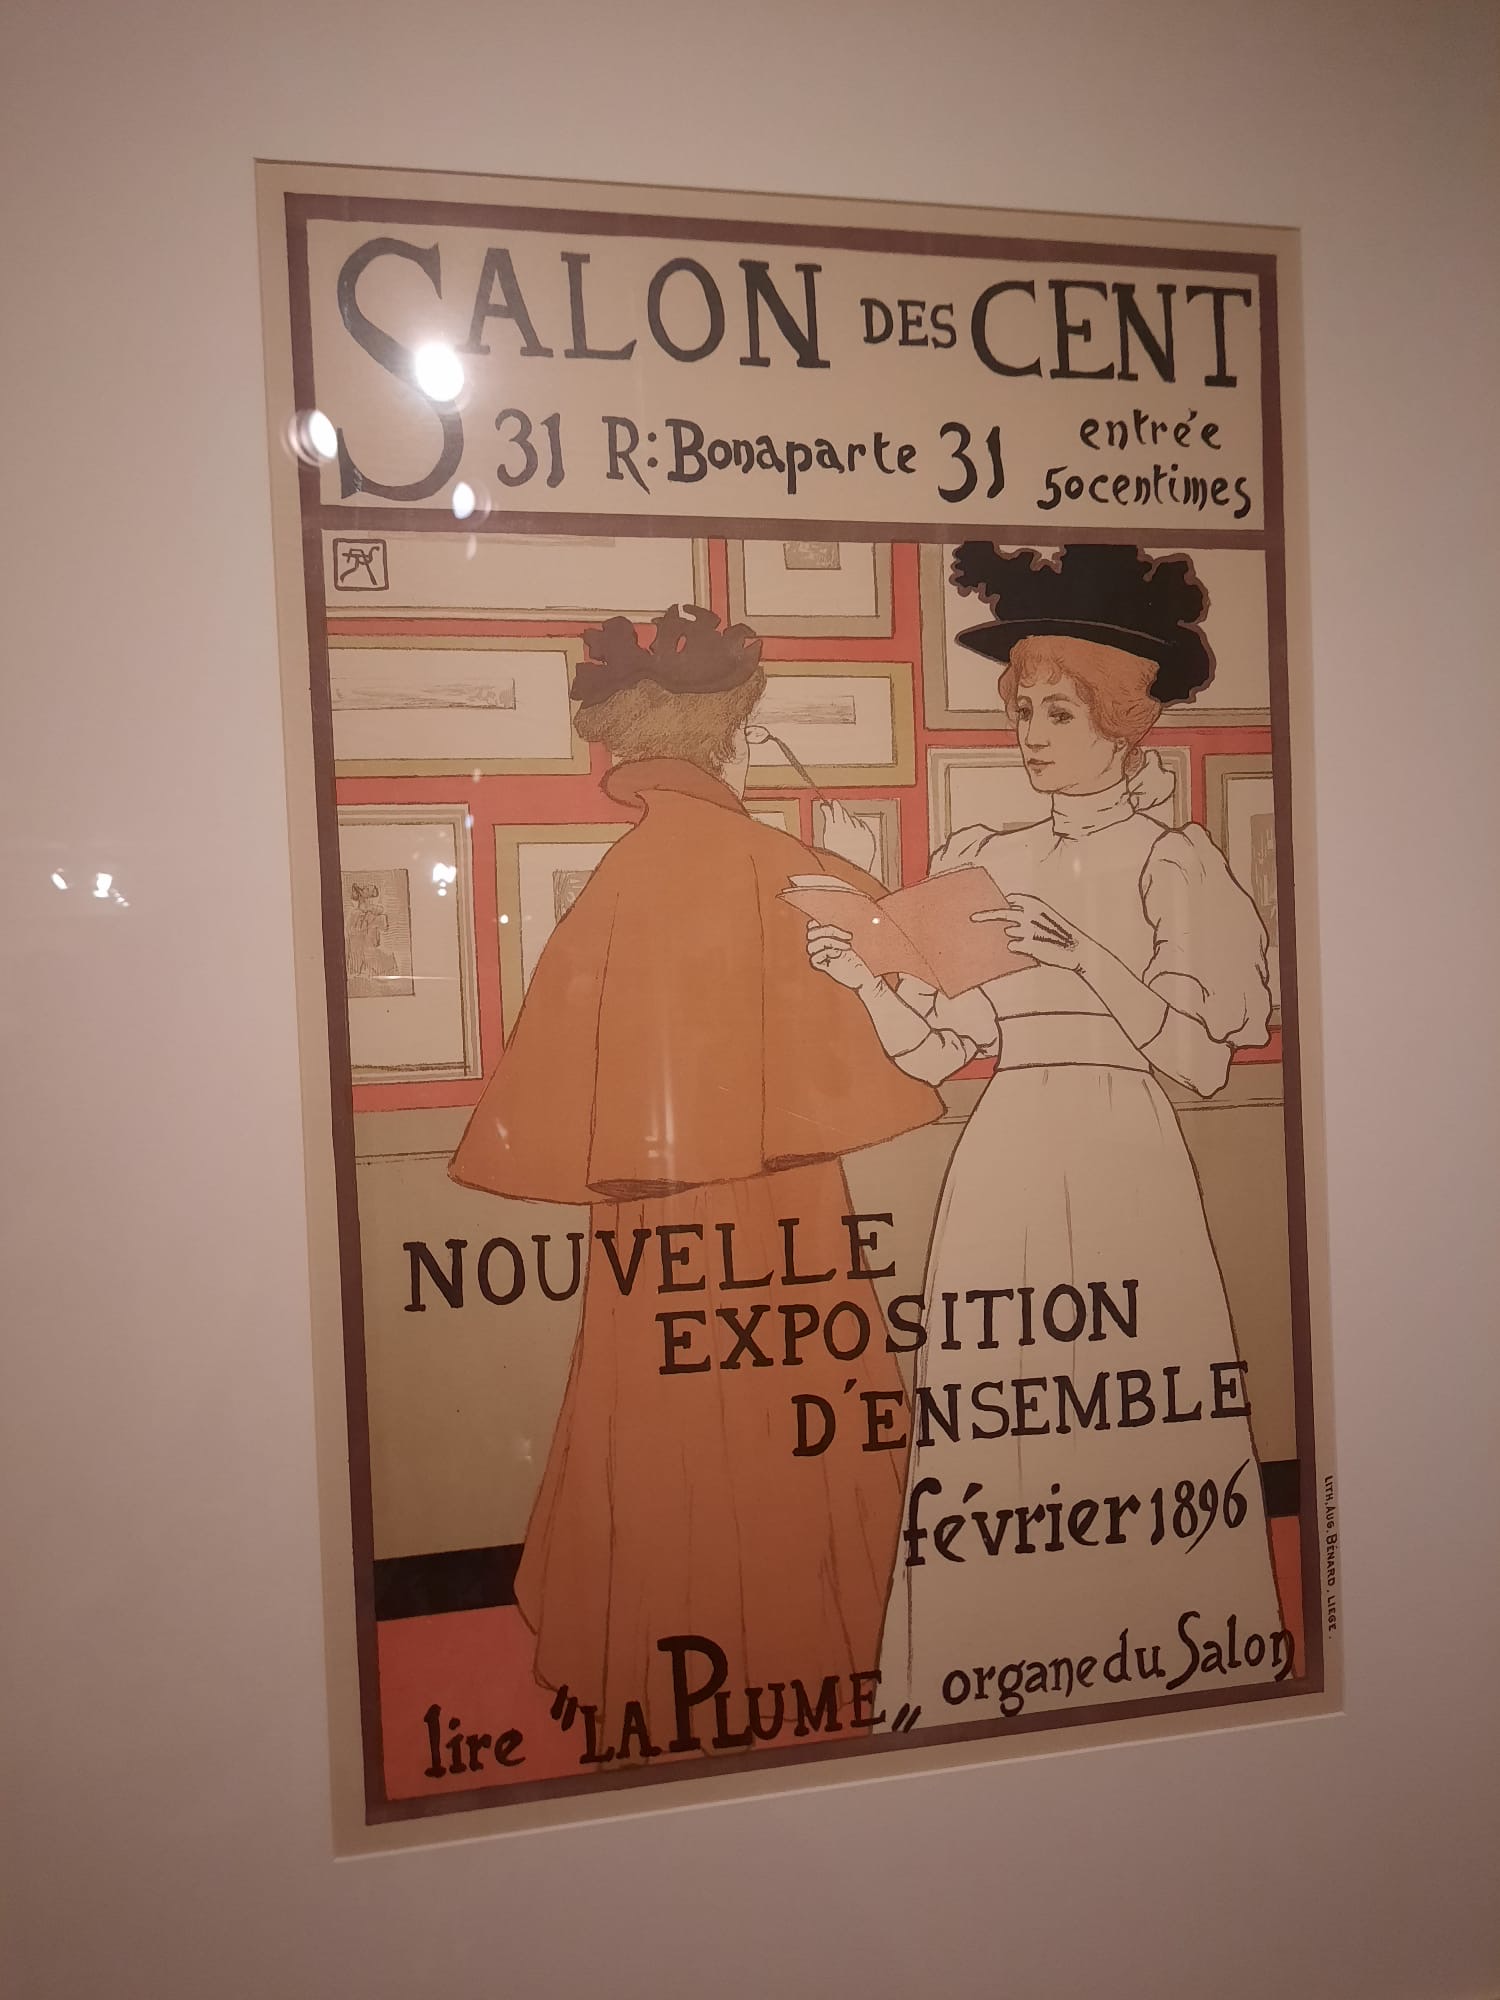 SALON DES CENT
31 R: Bonaparte 31
entrée
50 centimes
NOUVELLE
EXPOSITION
D'ENSEMBLE
février 1896
lire "LA PLUME„ organe du Salon
LITH. AUG. BÉNARD, LIEGE.